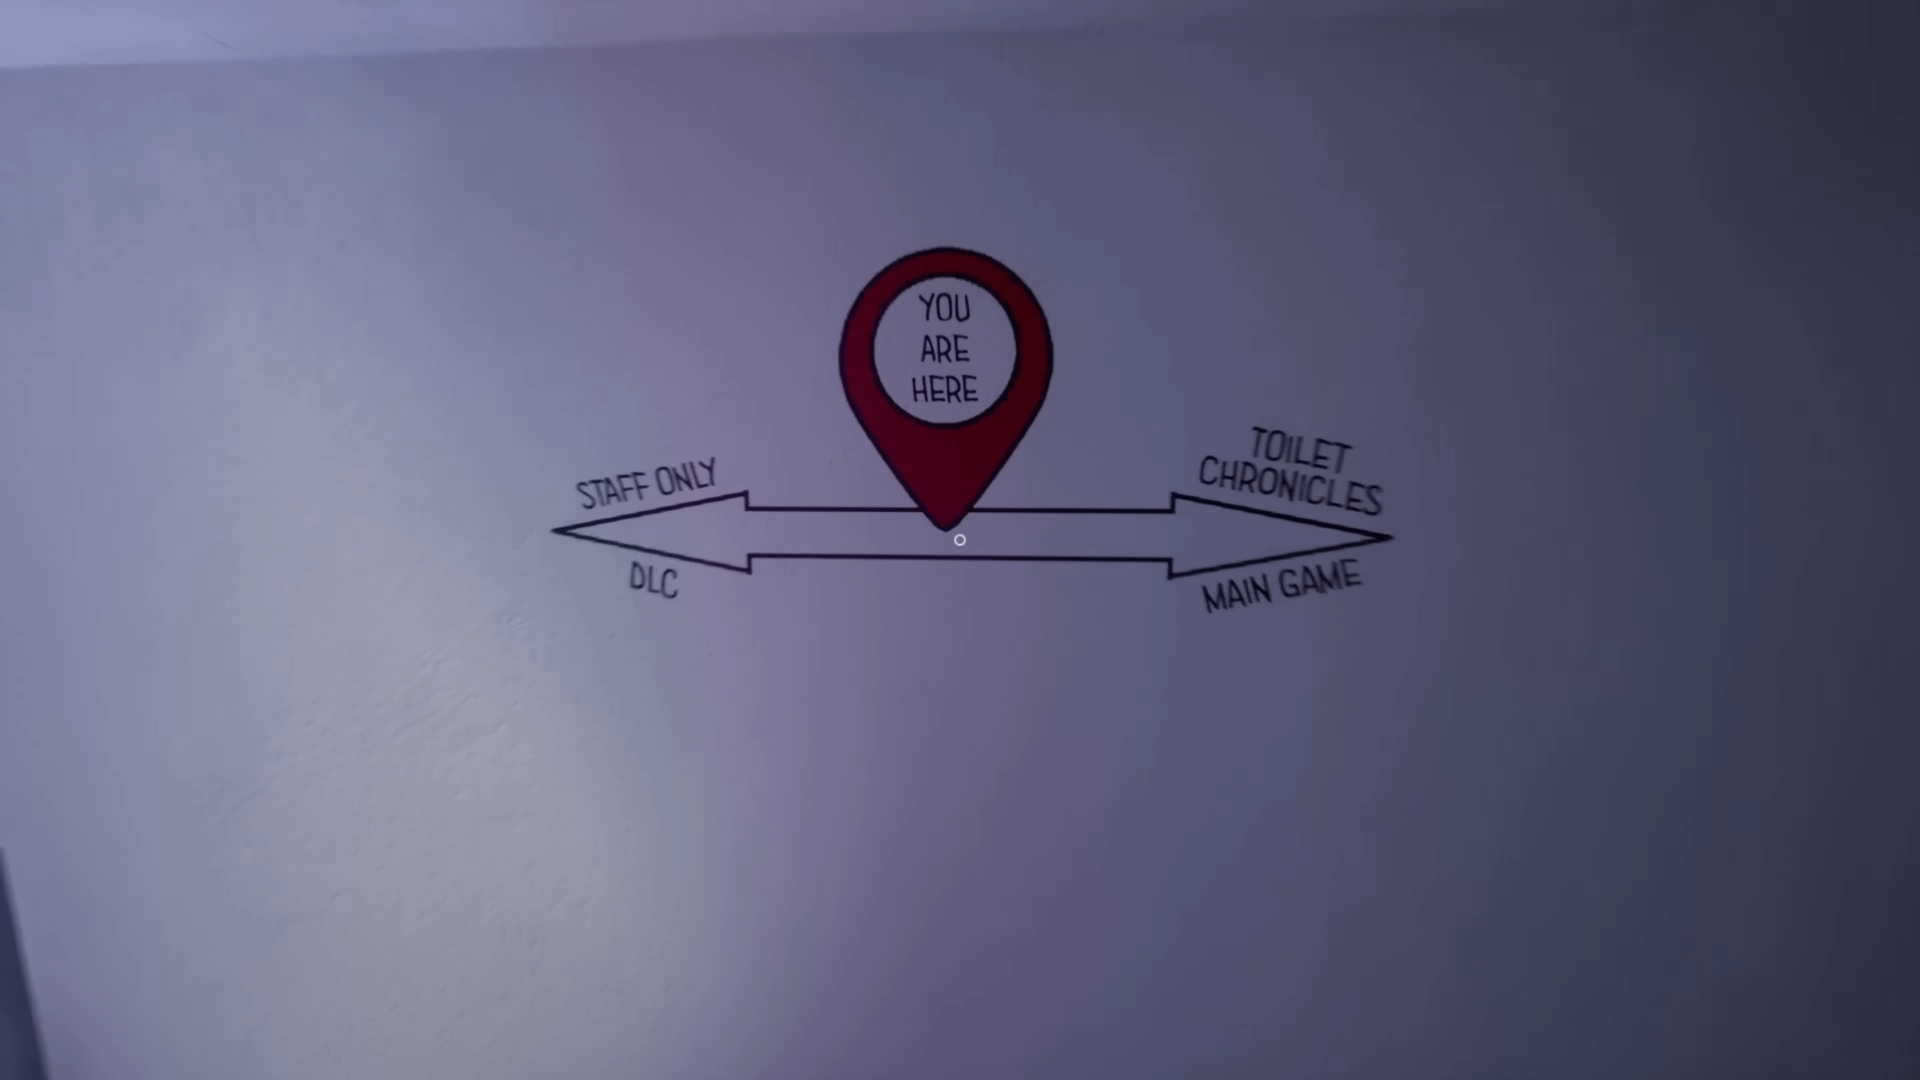 YOU
ARE
HERE
STAFF ONLY
DLC
TOILET
CHRONICLES
MAIN GAME